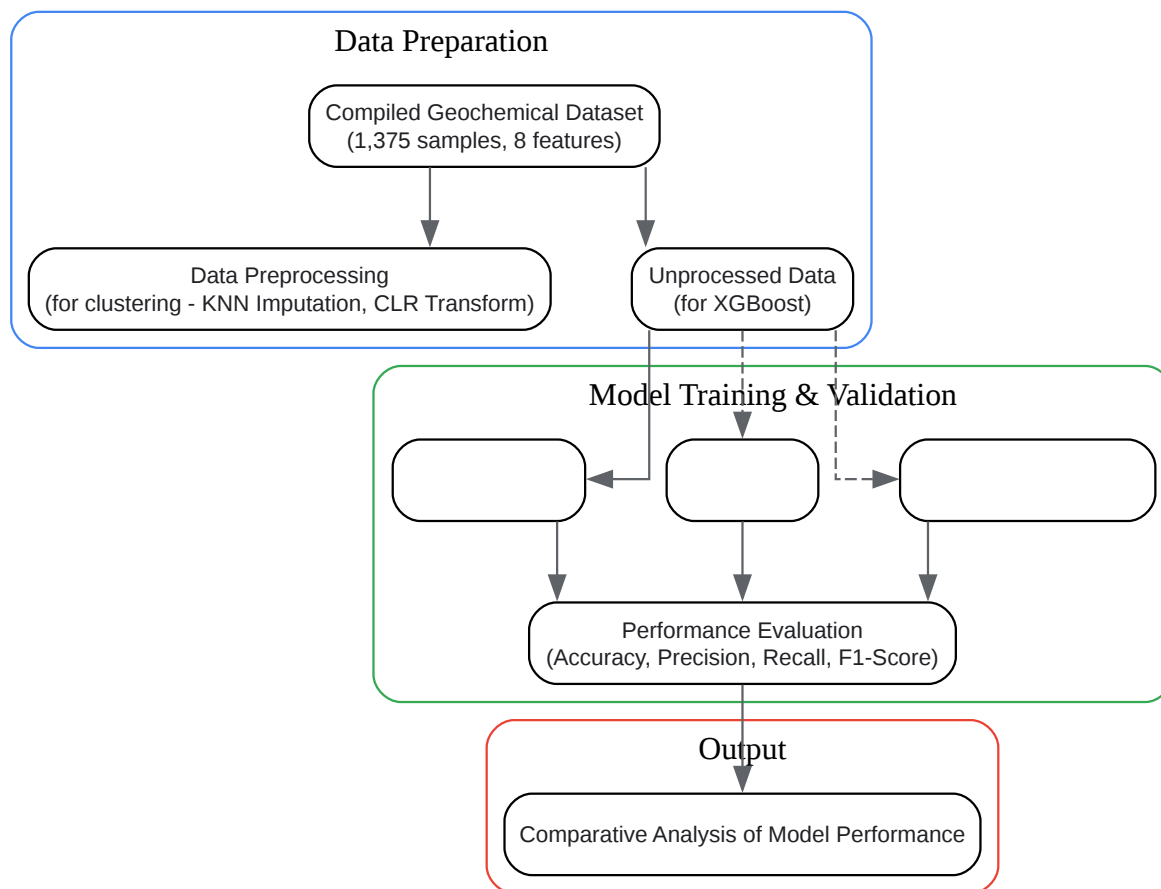 Data Preparation
Compiled Geochemical Dataset
(1,375 samples, 8 features)
Data Preprocessing
(for clustering - KNN Imputation, CLR Transform)
Unprocessed Data
(for XGBoost)
Model Training & Validation
Performance Evaluation
(Accuracy, Precision, Recall, F1-Score)
Output
Comparative Analysis of Model Performance